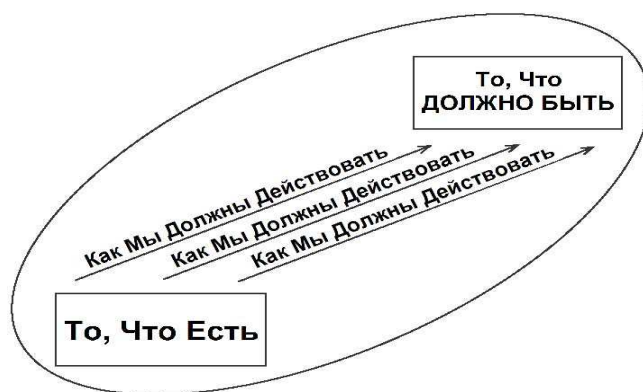 То, Что
ДОЛЖНО БЫТЬ
Как Мы Должны Действовать
Как Мы Должны Действовать
Как Мы Должны Действовать
То, Что Есть